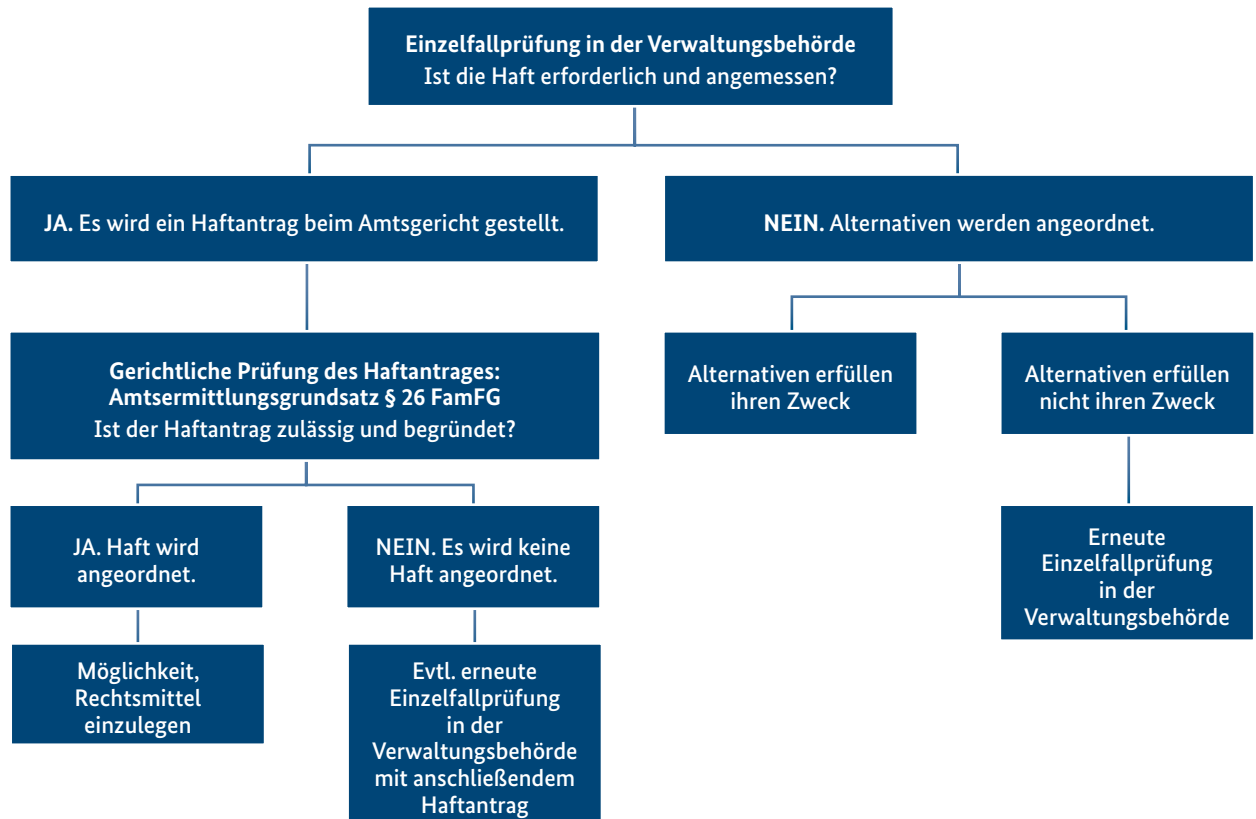 Einzelfallprüfung in der Verwaltungsbehörde
Ist die Haft erforderlich und angemessen?
JA. Es wird ein Haftantrag beim Amtsgericht gestellt.
NEIN. Alternativen werden angeordnet.
Gerichtliche Prüfung des Haftantrages:
Amtsermittlungsgrundsatz § 26 FamFG
Ist der Haftantrag zulässig und begründet?
Alternativen erfüllen
ihren Zweck
Alternativen erfüllen
nicht ihren Zweck
JA. Haft wird
angeordnet.
NEIN. Es wird keine
Haft angeordnet.
Erneute
Einzelfallprüfung
in der
Verwaltungsbehörde
Möglichkeit,
Rechtsmittel
einzulegen
Evtl. erneute
Einzelfallprüfung
in der
Verwaltungsbehörde
mit anschließendem
Haftantrag